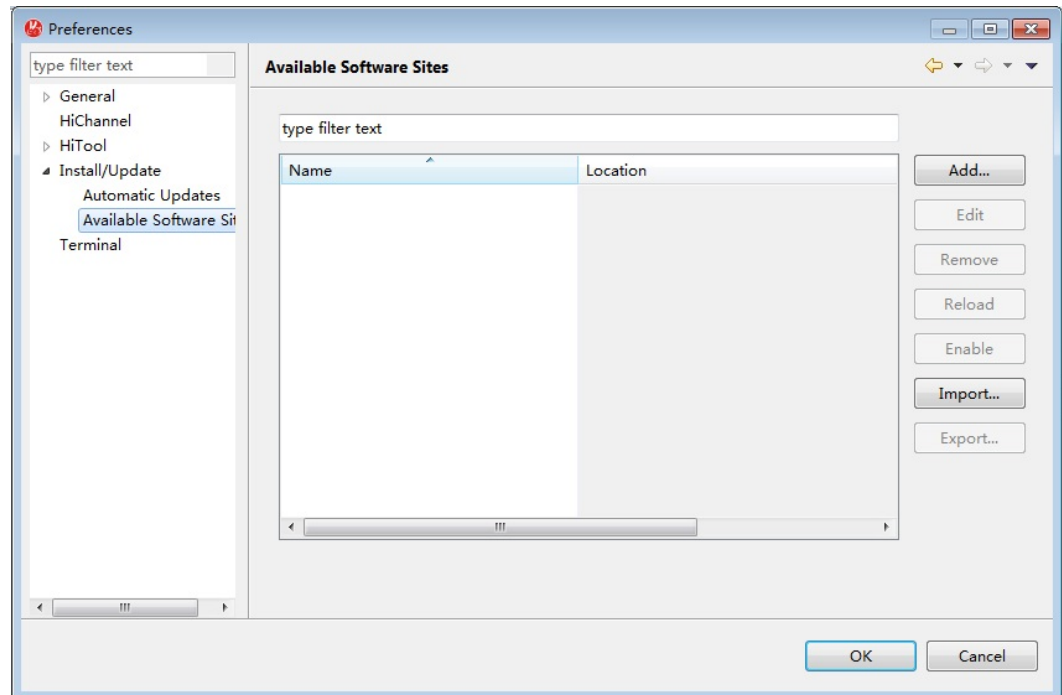 Preferences
type filter text
General
HiChannel
HiTool
Install/Update
Automatic Updates
Available Software Sit
Terminal
Available Software Sites
type filter text
Name Location
Add...
Edit
Remove
Reload
Enable
Import...
Export...
OK Cancel